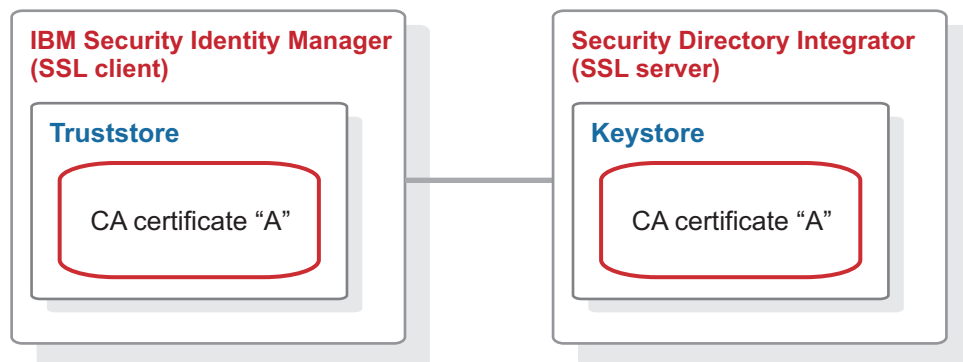 IBM Security Identity Manager
(SSL client)
Truststore
CA certificate “A”
Security Directory Integrator
(SSL server)
Keystore
CA certificate “A”